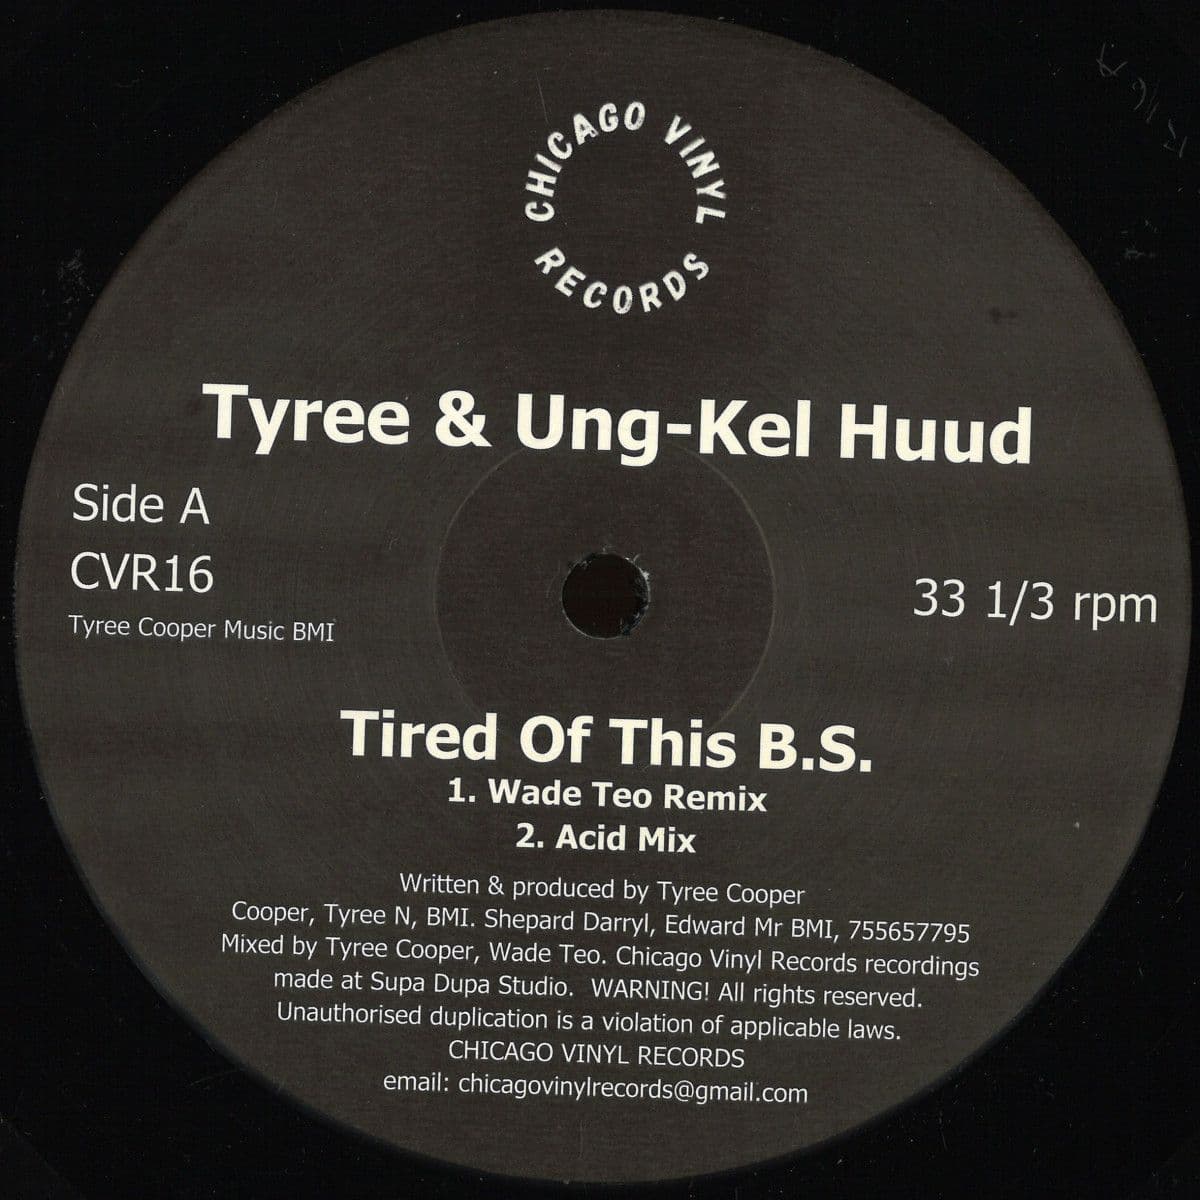 CHICAGO VINYL
RECORDS
Tyree & Ung-Kel Huud
Side A
CVR16
Tyree Cooper Music BMI
33 1/3 rpm
Tired Of This B.S.
1. Wade Teo Remix
2. Acid Mix
Written & produced by Tyree Cooper
Cooper, Tyree N, BMI. Shepard Darryl, Edward Mr BMI, 755657795
Mixed by Tyree Cooper, Wade Teo. Chicago Vinyl Records recordings
made at Supa Dupa Studio.  WARNING! All rights reserved.
Unauthorised duplication is a violation of applicable laws.
CHICAGO VINYL RECORDS
email: chicagovinylrecords@gmail.com